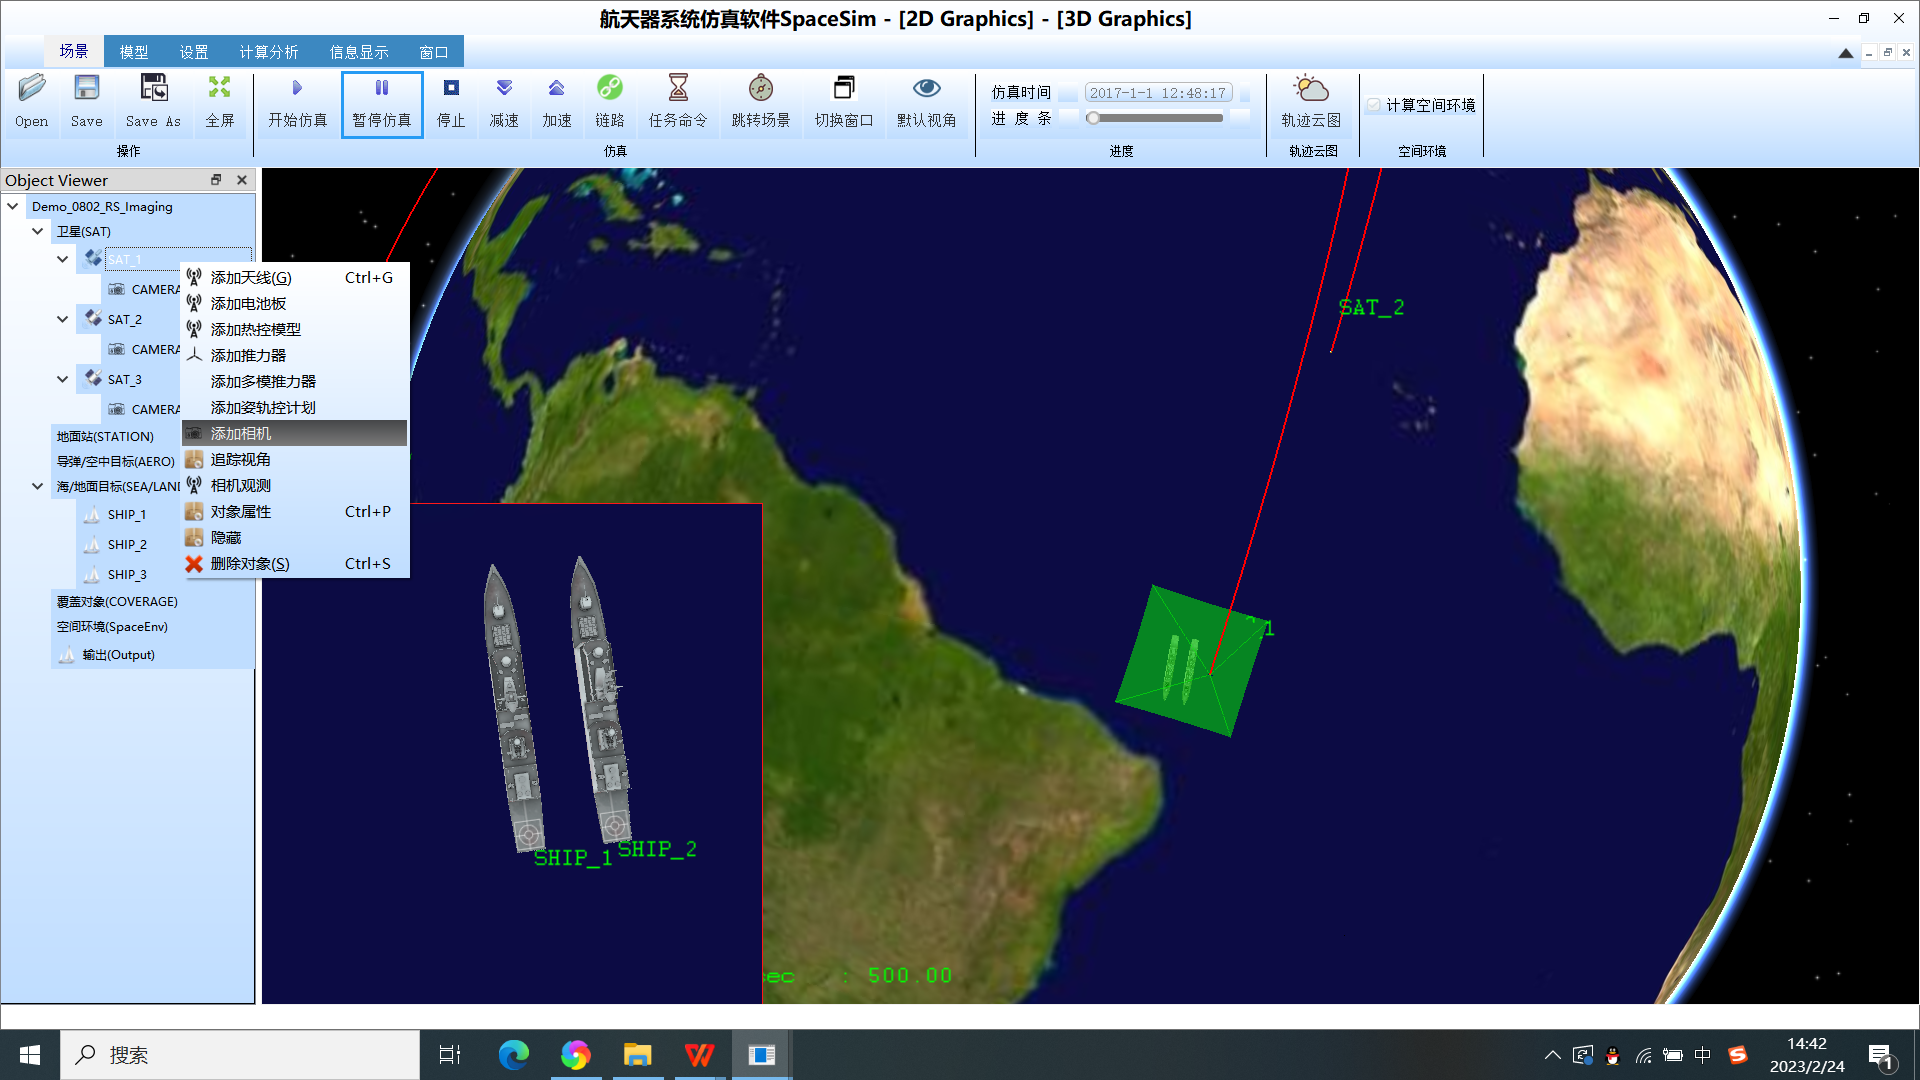 航天器系统仿真软件SpaceSim - [2D Graphics] - [3D Graphics]
场景 模型 设置 计算分析 信息显示 窗口
Open Save Save As 全屏 开始仿真 暂停仿真 停止 减速 加速 链路 任务命令 跳转场景 切换窗口 默认视角
仿真时间 2017-1-1 12:48:17
进 度 条
轨迹云图
计算空间环境
操作 仿真 进度 轨迹云图 空间环境
Object Viewer
Demo_0802_RS_Imaging
卫星(SAT)
SAT_1
CAMERA
SAT_2
CAMERA
SAT_3
CAMERA
地面站(STATION)
导弹/空中目标(AERO)
海/地面目标(SEA/LAND
SHIP_1
SHIP_2
SHIP_3
覆盖对象(COVERAGE)
空间环境(SpaceEnv)
输出(Output)
添加天线(G) Ctrl+G
添加电池板
添加热控模型
添加推力器
添加多模推力器
添加姿轨控计划
添加相机
追踪视角
相机观测
对象属性 Ctrl+P
隐藏
删除对象(S) Ctrl+S
SAT_2
SHIP_1
SHIP_2
ec : 500.00
搜索
中
14:42
2023/2/24
1